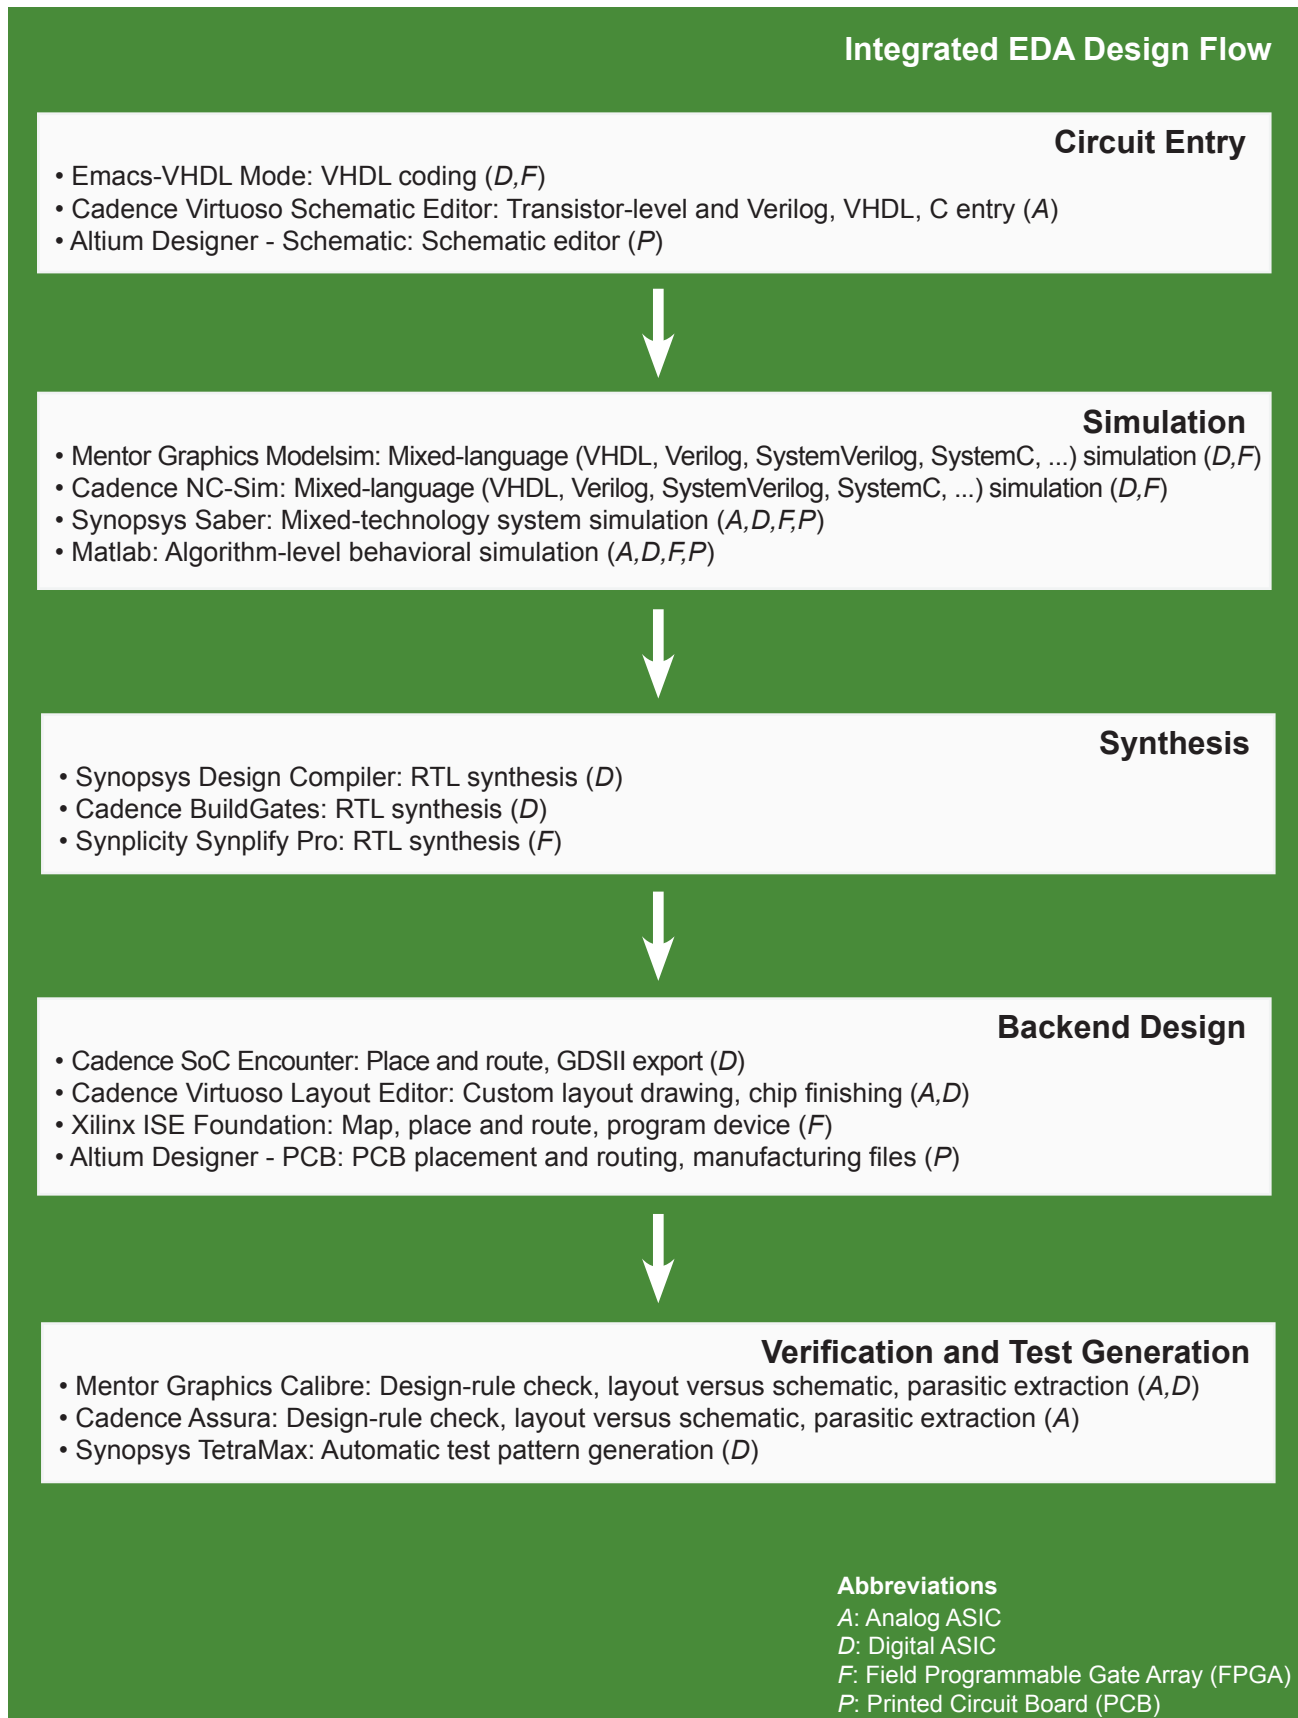 Integrated EDA Design Flow
Circuit Entry
• Emacs-VHDL Mode: VHDL coding (D,F)
• Cadence Virtuoso Schematic Editor: Transistor-level and Verilog, VHDL, C entry (A)
• Altium Designer - Schematic: Schematic editor (P)
Simulation
• Mentor Graphics Modelsim: Mixed-language (VHDL, Verilog, SystemVerilog, SystemC, ...) simulation (D,F)
• Cadence NC-Sim: Mixed-language (VHDL, Verilog, SystemVerilog, SystemC, ...) simulation (D,F)
• Synopsys Saber: Mixed-technology system simulation (A,D,F,P)
• Matlab: Algorithm-level behavioral simulation (A,D,F,P)
Synthesis
• Synopsys Design Compiler: RTL synthesis (D)
• Cadence BuildGates: RTL synthesis (D)
• Synplicity Synplify Pro: RTL synthesis (F)
Backend Design
• Cadence SoC Encounter: Place and route, GDSII export (D)
• Cadence Virtuoso Layout Editor: Custom layout drawing, chip finishing (A,D)
• Xilinx ISE Foundation: Map, place and route, program device (F)
• Altium Designer - PCB: PCB placement and routing, manufacturing files (P)
Verification and Test Generation
• Mentor Graphics Calibre: Design-rule check, layout versus schematic, parasitic extraction (A,D)
• Cadence Assura: Design-rule check, layout versus schematic, parasitic extraction (A)
• Synopsys TetraMax: Automatic test pattern generation (D)
Abbreviations
A: Analog ASIC
D: Digital ASIC
F: Field Programmable Gate Array (FPGA)
P: Printed Circuit Board (PCB)